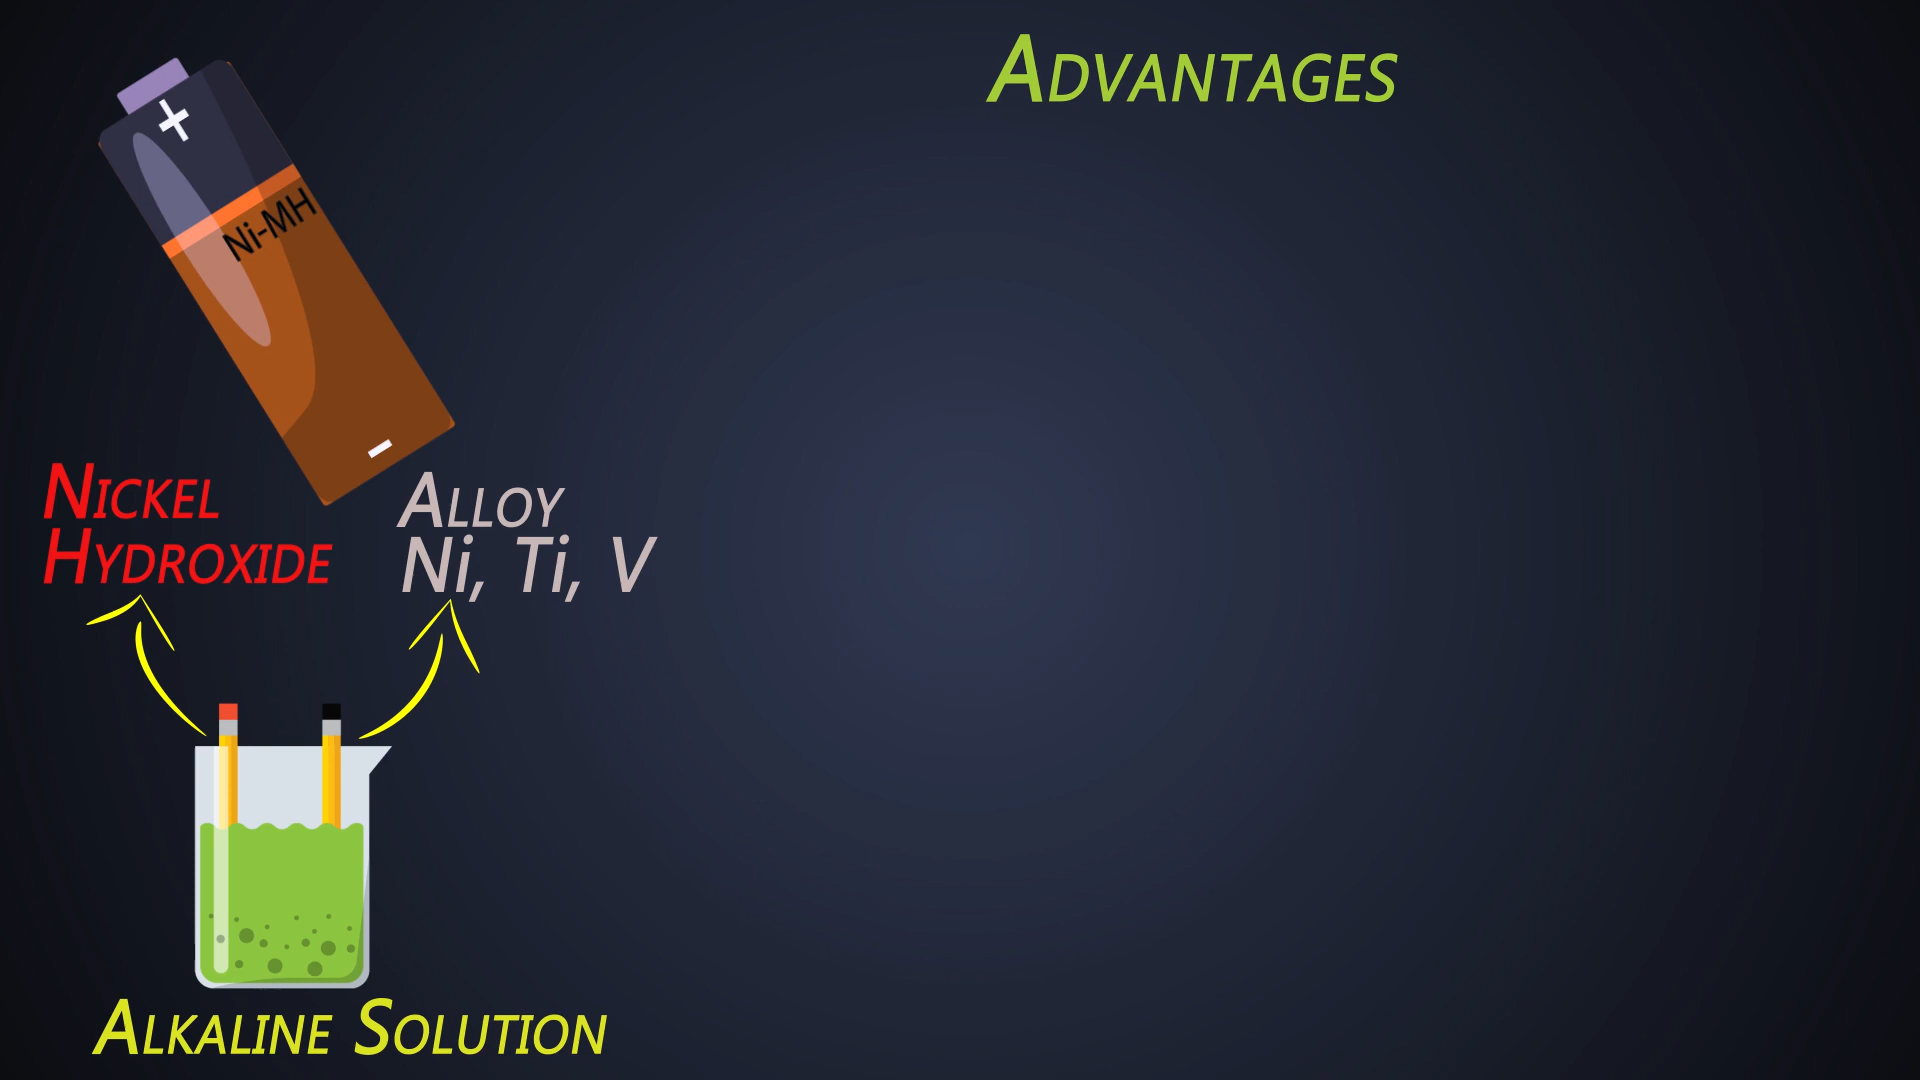 ADVANTAGES
+
Ni-MH
-
NICKEL
HYDROXIDE
ALLOY
Ni, Ti, V
ALKALINE SOLUTION